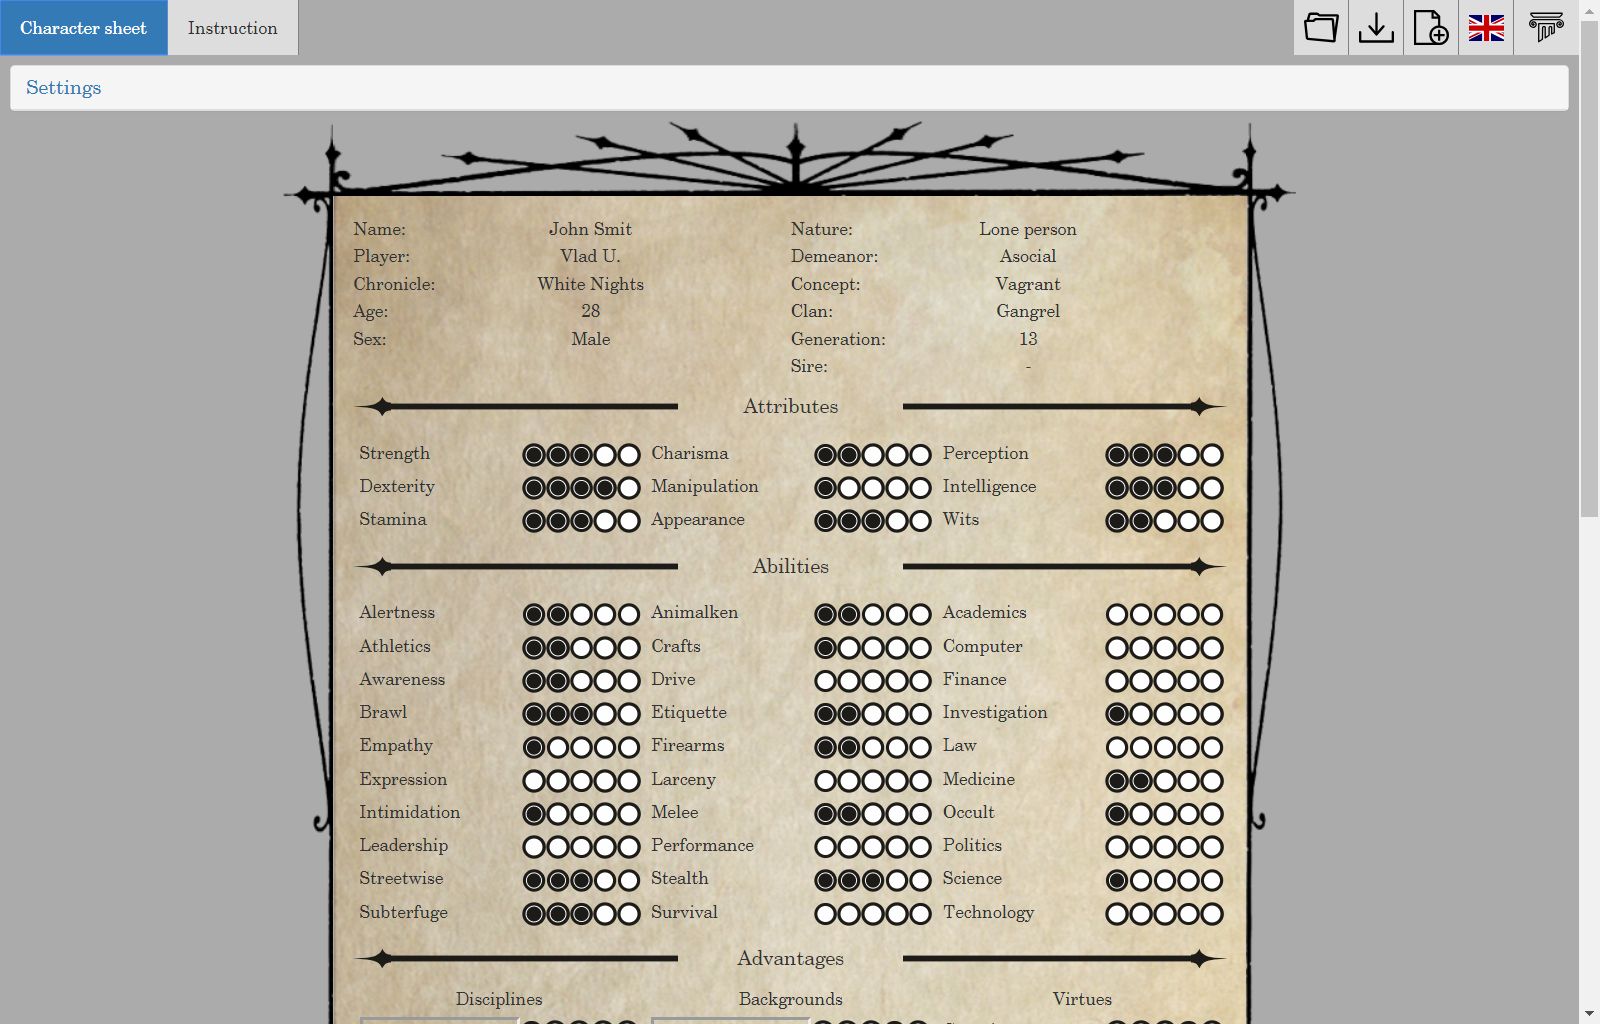 Character sheet Instruction
Settings
Name: John Smit Nature: Lone person
Player: Vlad U. Demeanor: Asocial
Chronicle: White Nights Concept: Vagrant
Age: 28 Clan: Gangrel
Sex: Male Generation: 13
Sire: -
Attributes
Strength Charisma Perception
Dexterity Manipulation Intelligence
Stamina Appearance Wits
Abilities
Alertness Animalken Academics
Athletics Crafts Computer
Awareness Drive Finance
Brawl Etiquette Investigation
Empathy Firearms Law
Expression Larceny Medicine
Intimidation Melee Occult
Leadership Performance Politics
Streetwise Stealth Science
Subterfuge Survival Technology
Advantages
Disciplines Backgrounds Virtues